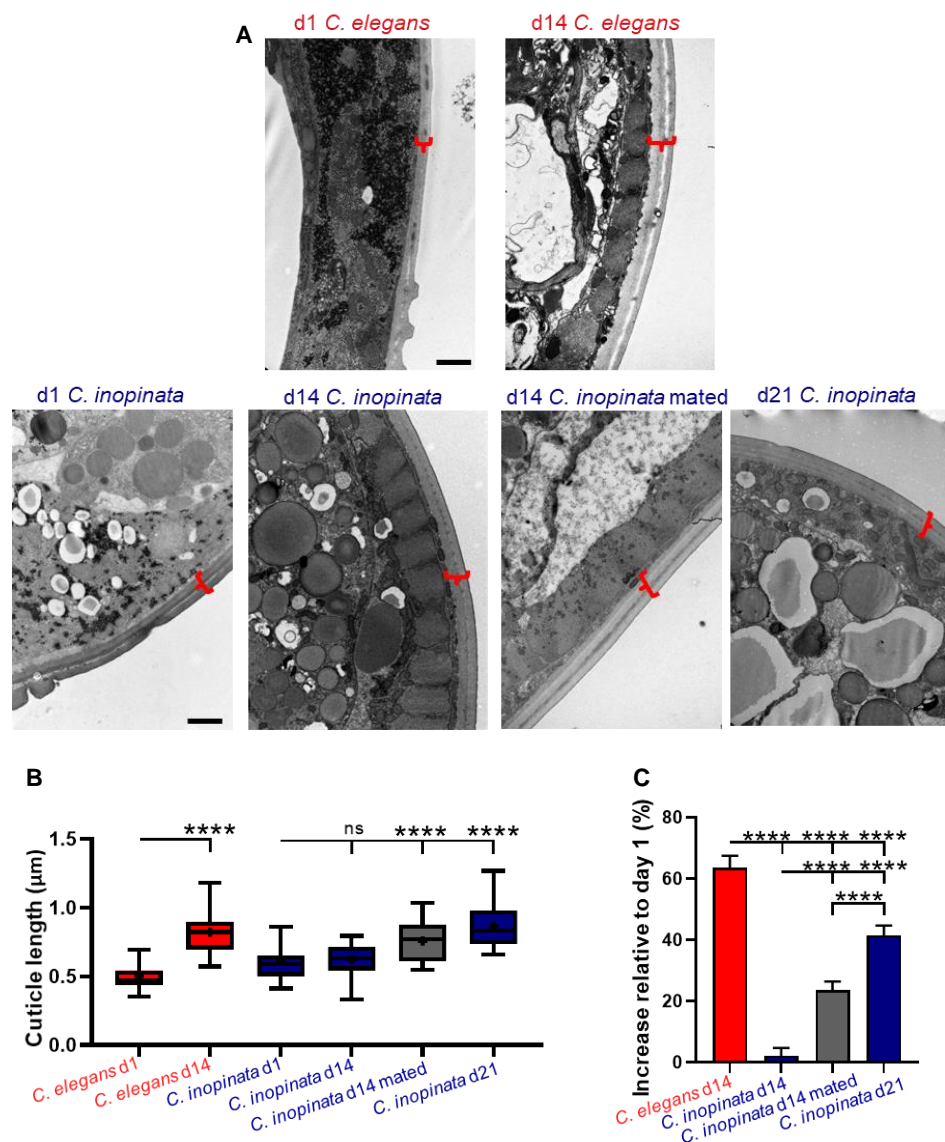 A
d1 C. elegans
d14 C. elegans
d1 C. inopinata
d14 C. inopinata
d14 C. inopinata mated
d21 C. inopinata
B
Cuticle length (μm)
1.5
1.0
0.5
0.0
**** ns **** ****
C. elegans d1
C. elegans d14
C. inopinata d1
C. inopinata d14
C. inopinata d14 mated
C. inopinata d21
C
Increase relative to day 1 (%)
80
60
40
20
0
**** **** ****
**** ****
****
C. elegans d14
C. inopinata d14
C. inopinata d14 mated
C. inopinata d21